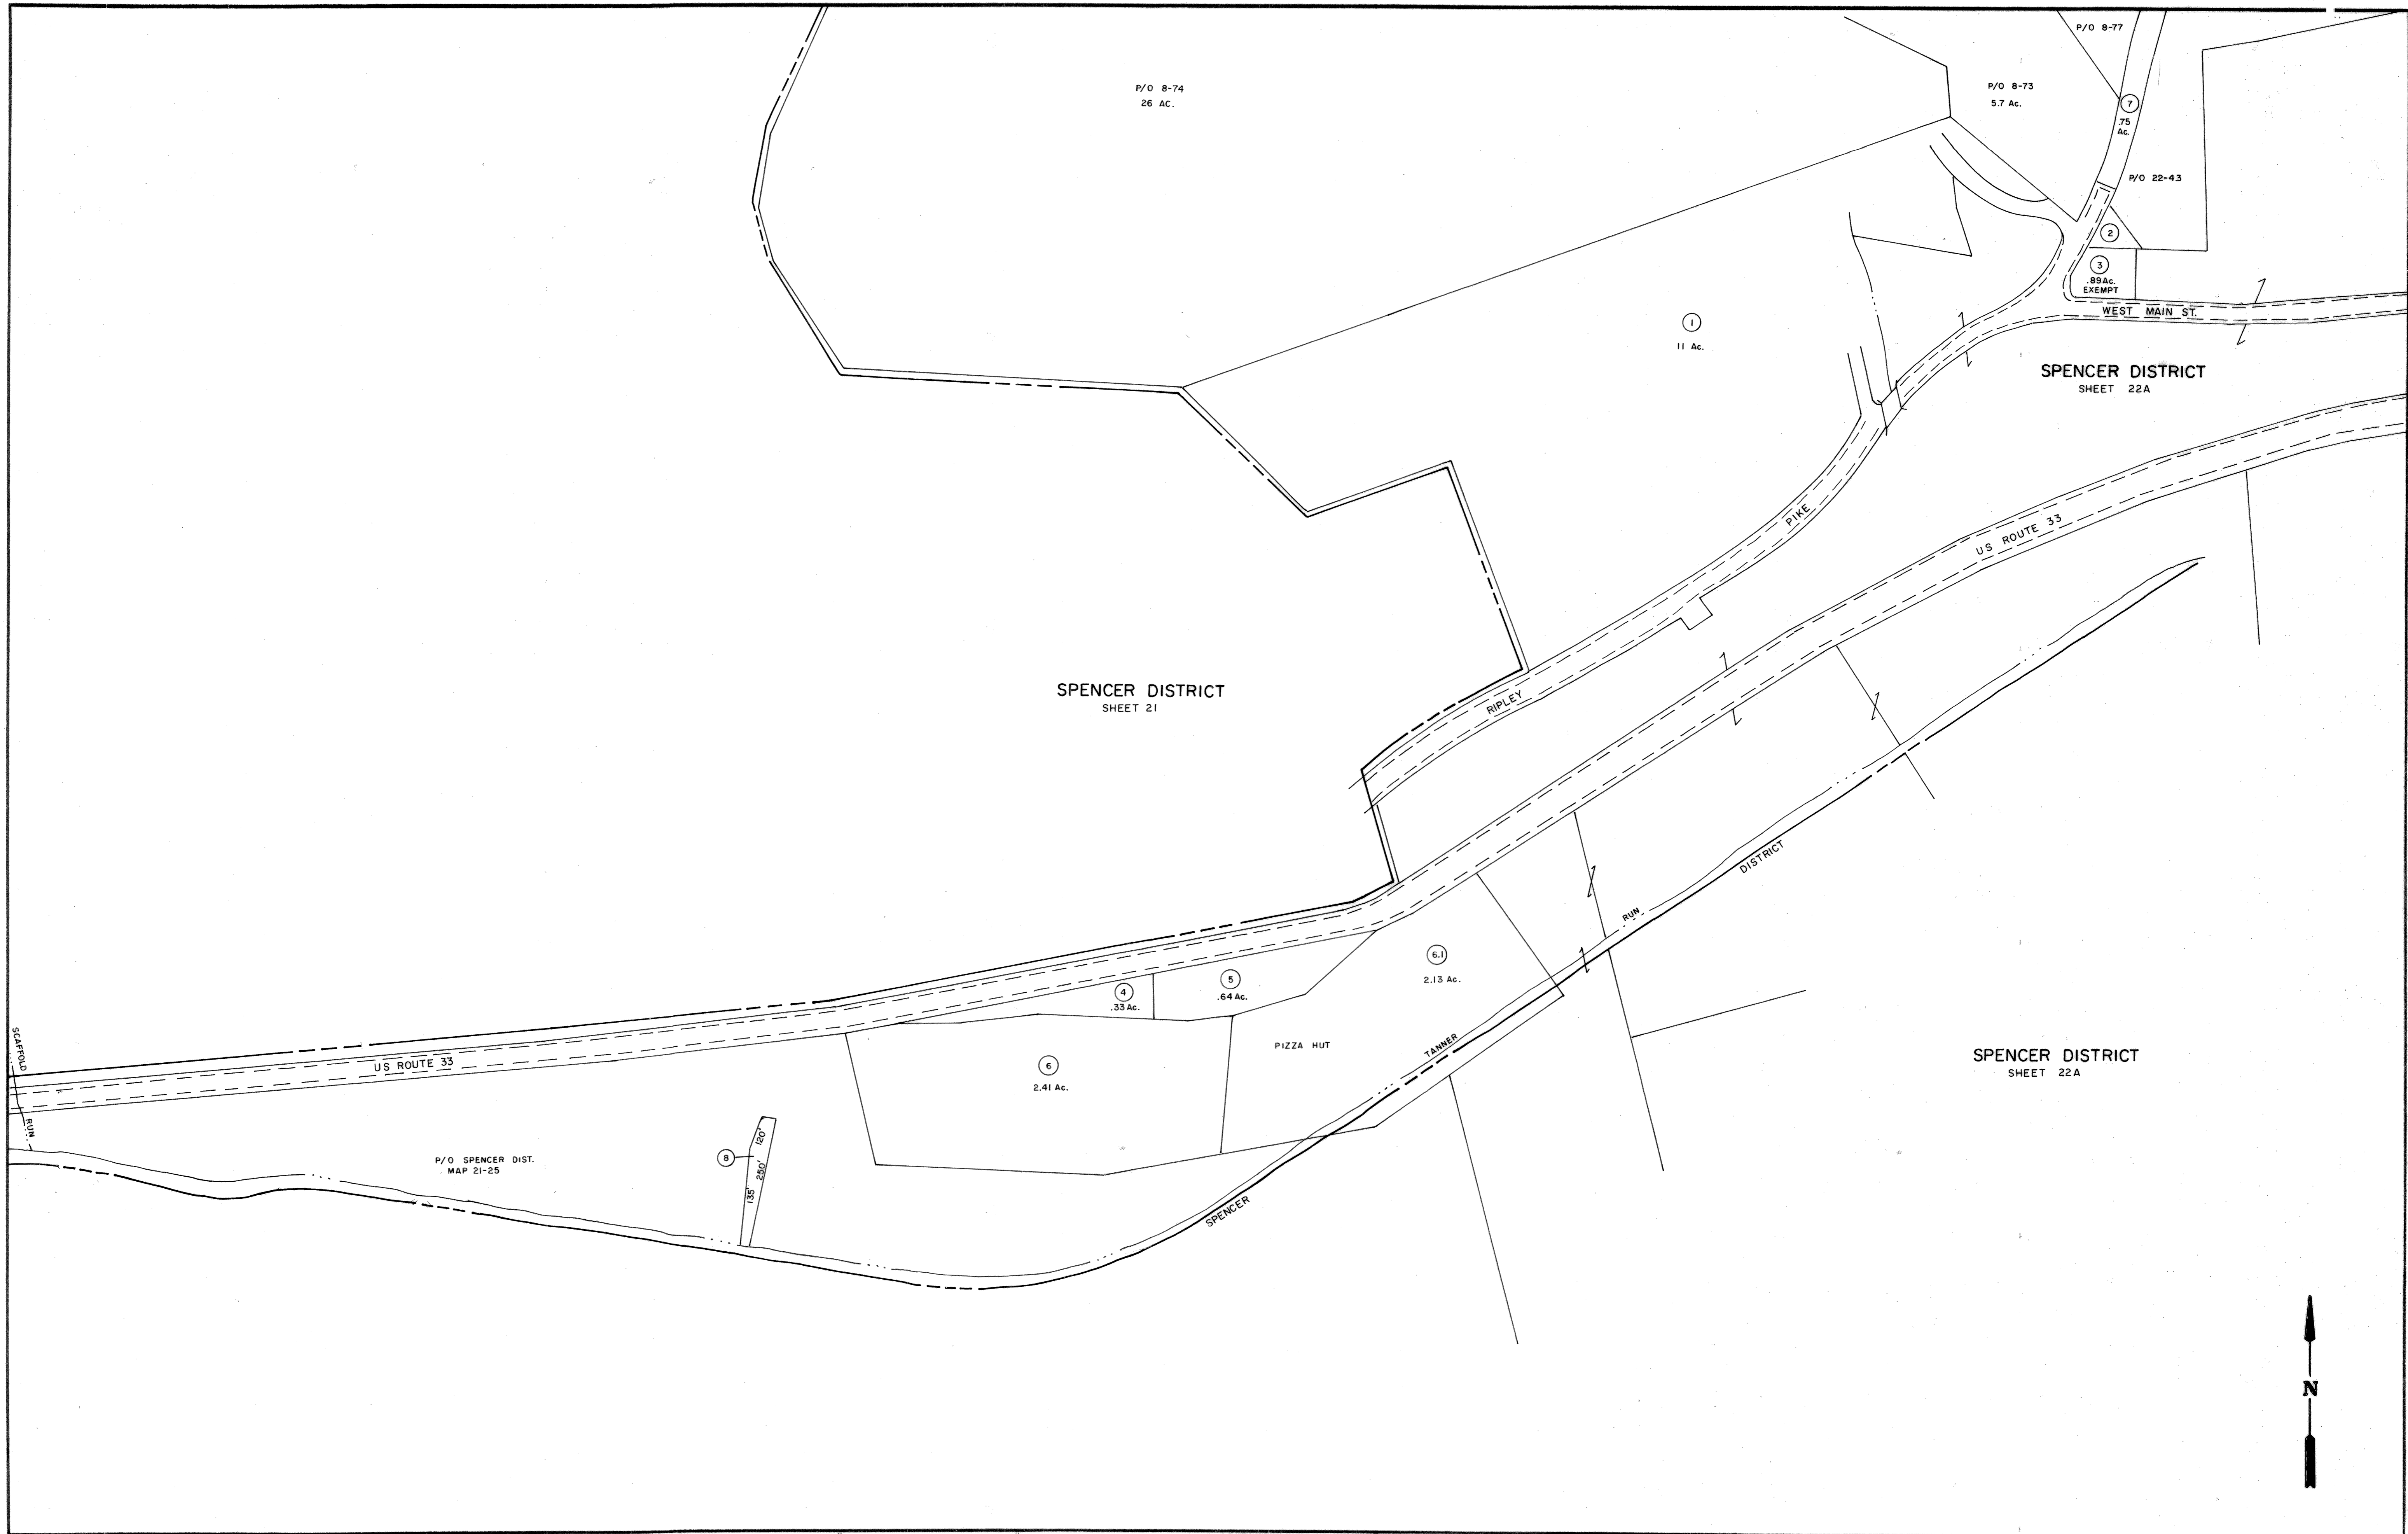 P/O 8-77
P/O 8-74
26 AC.
P/O 8-73
5.7 Ac.
7
.75
Ac.
P/O 22-43
2
3
.89Ac.
EXEMPT
WEST MAIN ST.
1
11 Ac.
SPENCER DISTRICT
SHEET 22A
PIKE
US ROUTE 33
SPENCER DISTRICT
SHEET 21
RIPLEY
DISTRICT
RUN
6.1
2.13 Ac.
5
.64 Ac.
4
.33 Ac.
PIZZA HUT
TANNER
SCAFFOLD
RUN
US ROUTE 33
6
2.41 Ac.
SPENCER DISTRICT
SHEET 22A
P/O SPENCER DIST.
MAP 21-25
8
120'
250'
135'
SPENCER
N